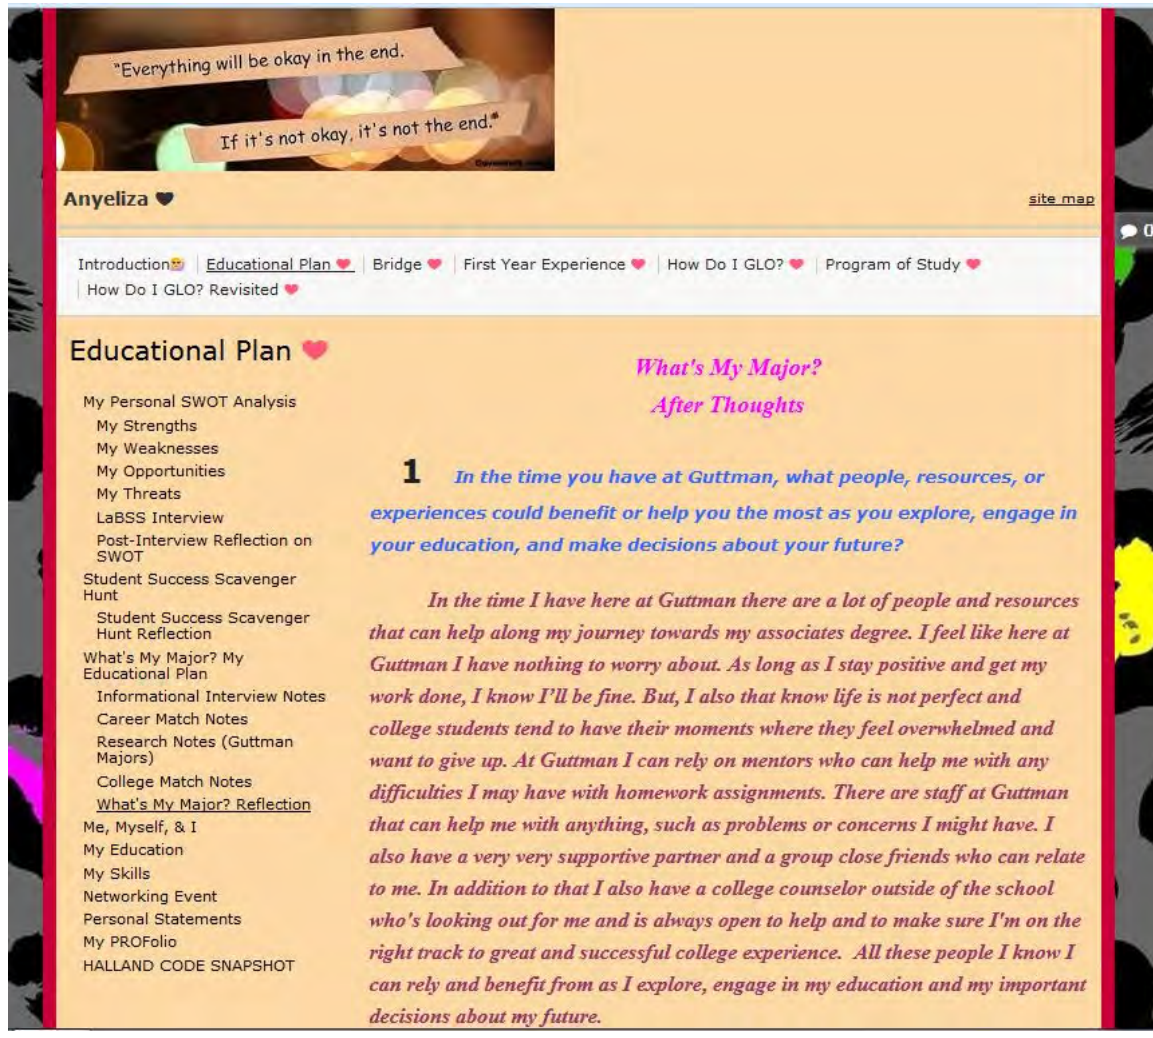 "Everything will be okay in the end.
If it's not okay, it's not the end."
Anyeliza
site map
0
Introduction | Educational Plan | Bridge | First Year Experience | How Do I GLO? | Program of Study
How Do I GLO? Revisited
Educational Plan
My Personal SWOT Analysis
My Strengths
My Weaknesses
My Opportunities
My Threats
LaBSS Interview
Post-Interview Reflection on
SWOT
Student Success Scavenger
Hunt
Student Success Scavenger
Hunt Reflection
What's My Major? My
Educational Plan
Informational Interview Notes
Career Match Notes
Research Notes (Guttman
Majors)
College Match Notes
What's My Major? Reflection
Me, Myself, & I
My Education
My Skills
Networking Event
Personal Statements
My PROFolio
HALLAND CODE SNAPSHOT
What's My Major?
After Thoughts
1 In the time you have at Guttman, what people, resources, or
experiences could benefit or help you the most as you explore, engage in
your education, and make decisions about your future?
In the time I have here at Guttman there are a lot of people and resources
that can help along my journey towards my associates degree. I feel like here at
Guttman I have nothing to worry about. As long as I stay positive and get my
work done, I know I'll be fine. But, I also that know life is not perfect and
college students tend to have their moments where they feel overwhelmed and
want to give up. At Guttman I can rely on mentors who can help me with any
difficulties I may have with homework assignments. There are staff at Guttman
that can help me with anything, such as problems or concerns I might have. I
also have a very very supportive partner and a group close friends who can relate
to me. In addition to that I also have a college counselor outside of the school
who's looking out for me and is always open to help and to make sure I'm on the
right track to great and successful college experience.  All these people I know I
can rely and benefit from as I explore, engage in my education and my important
decisions about my future.